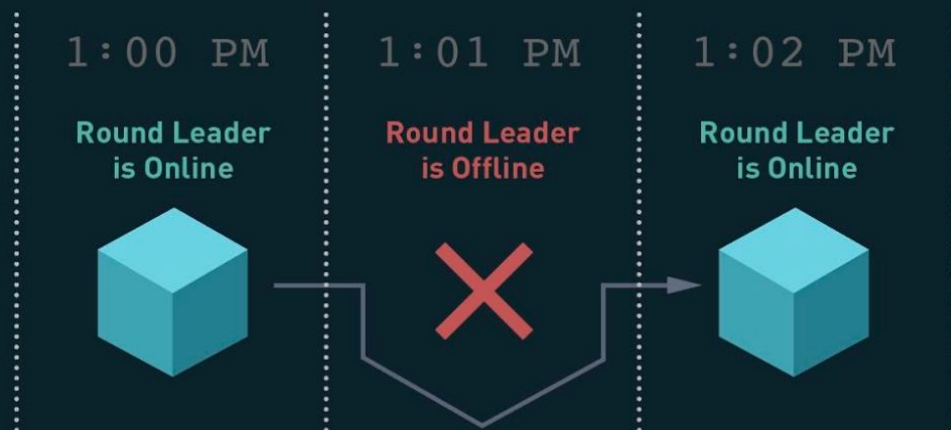 1:00 PM
1:01 PM
1:02 PM
Round Leader
is Online
Round Leader
is Offline
Round Leader
is Online